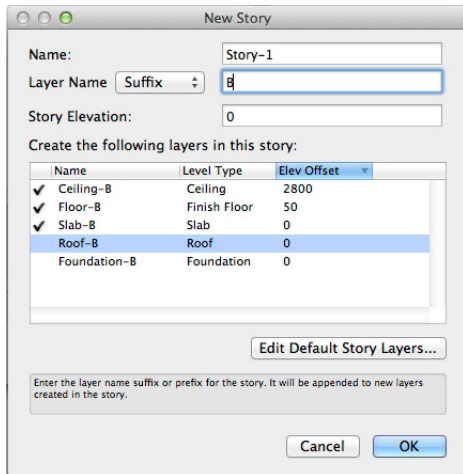 New Story
Name: Story-1
Layer Name Suffix B
Story Elevation: 0
Create the following layers in this story:
Name Level Type Elev Offset
Ceiling-B Ceiling 2800
Floor-B Finish Floor 50
Slab-B Slab 0
Roof-B Roof 0
Foundation-B Foundation 0
Edit Default Story Layers...
Enter the layer name suffix or prefix for the story. It will be appended to new layers
created in the story.
Cancel OK